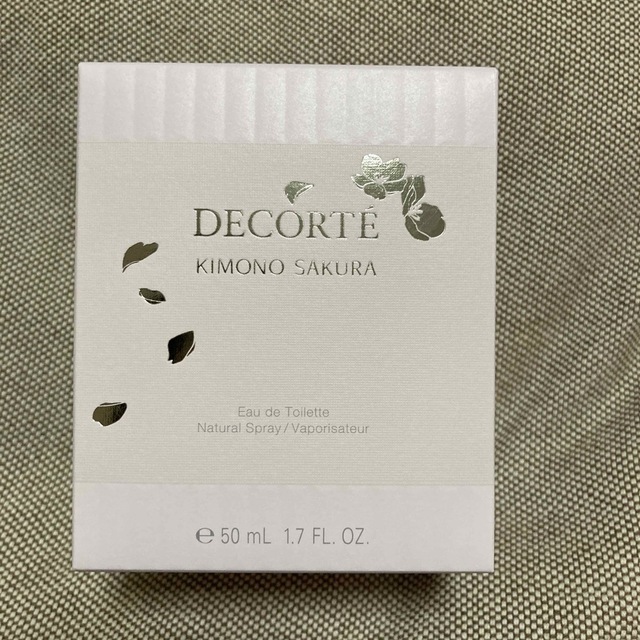 DECORTÉ
KIMONO SAKURA
Eau de Toilette
Natural Spray/Vaporisateur
℮ 50 mL 1.7 FL. OZ.